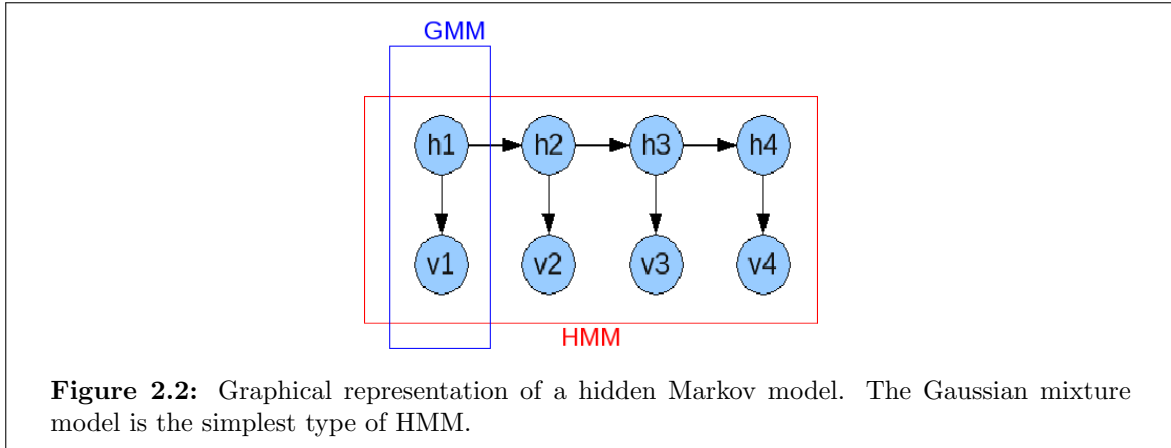 GMM
h1 h2 h3 h4
v1 v2 v3 v4
HMM
Figure 2.2: Graphical representation of a hidden Markov model. The Gaussian mixture
model is the simplest type of HMM.